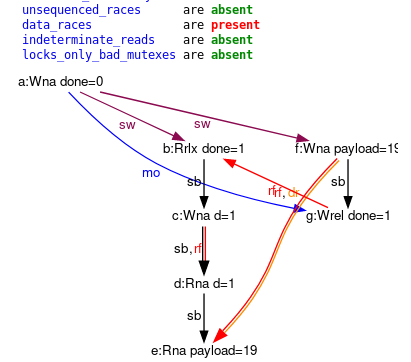 unsequenced_races are absent
data_races are present
indeterminate_reads are absent
locks_only_bad_mutexes are absent
a:Wna done=0
sw
sw
b:Rrlx done=1
f:Wna payload=19
mo
sb
rf
rf, dr
sb
c:Wna d=1
g:Wrel done=1
sb, rf
d:Rna d=1
sb
e:Rna payload=19